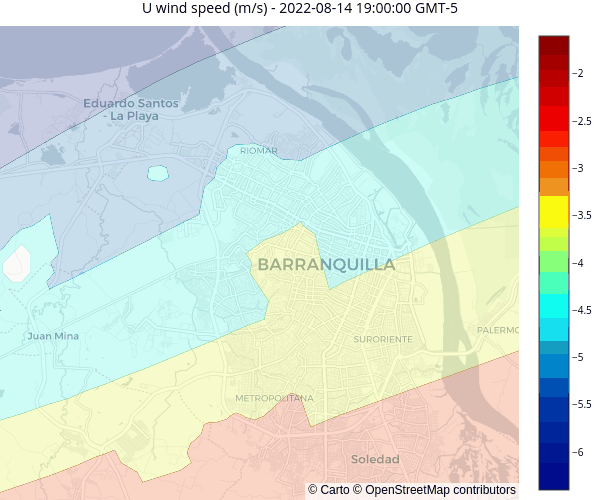 U wind speed (m/s) - 2022-08-14 19:00:00 GMT-5
Eduardo Santos
- La Playa
RIOMAR
BARRANQUILLA
Juan Mina
SURORIENTE
PALERMO
METROPOLITANA
Soledad
© Carto © OpenStreetMap contributors
−2
−2.5
−3
−3.5
−4
−4.5
−5
−5.5
−6